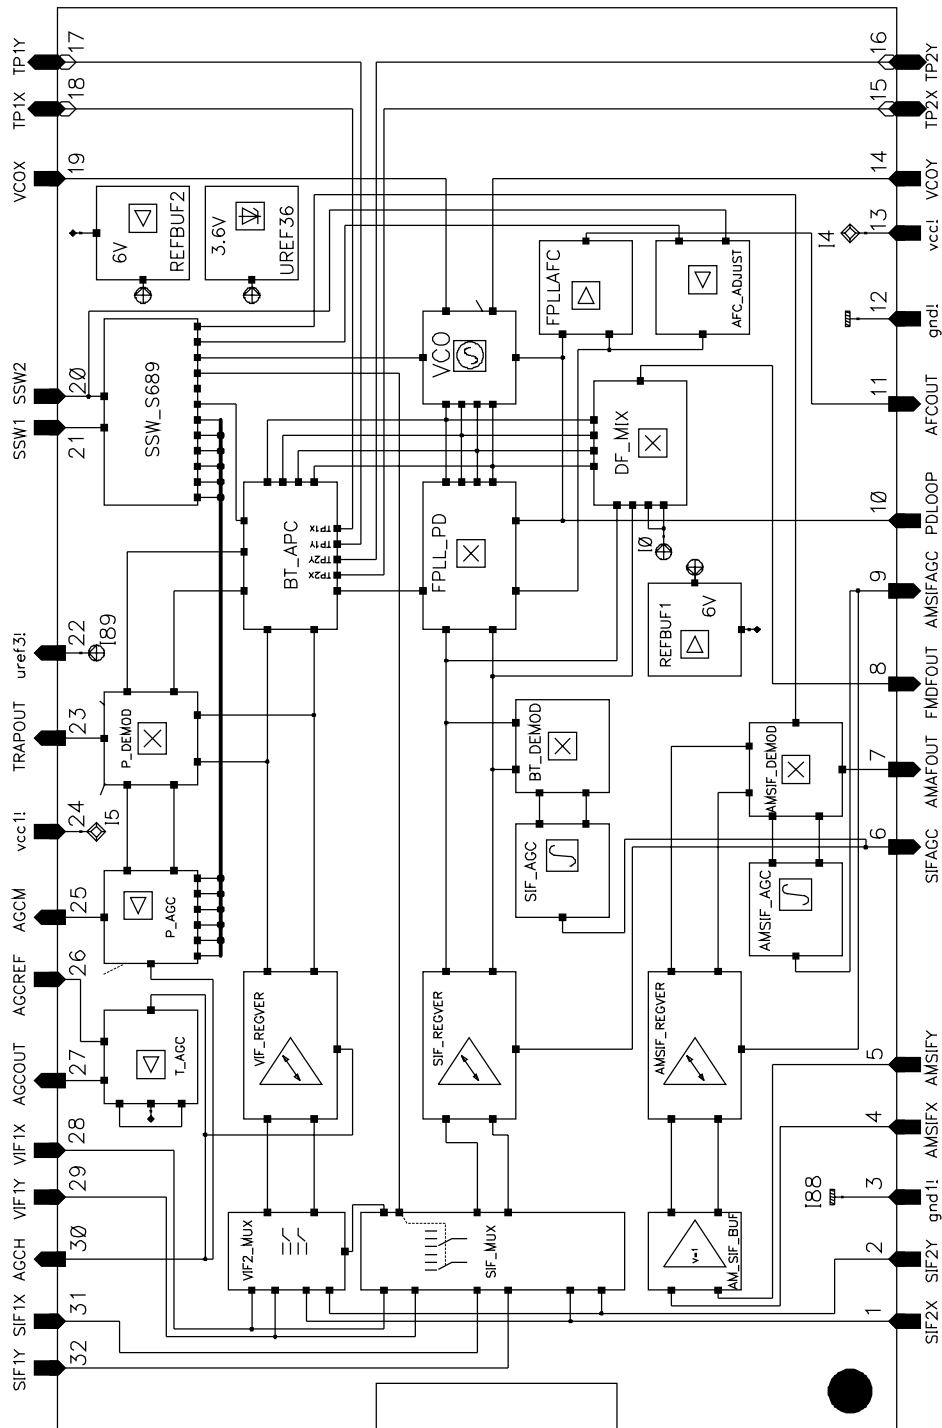 TP1Y
17
TP1X
18
VCOX
19
SSW2
20
SSW1
21
uref3!
22
I89
TRAPOUT
23
vcc1!
24
I5
AGCM
25
AGCREF
26
AGCOUT
27
VIF1X
28
VIF1Y
29
AGCH
30
SIF1X
31
SIF1Y
32
6V
REFBUF2
3.6V
UREF36
SSW_S689
BT_APC
TP1X
TP1Y
TP2Y
TP2X
P_DEMOD
P_AGC
T_AGC
VIF_REGVER
VIF2_MUX
VCO
FPLL_PD
FPLLAFC
AFC_ADJUST
DF_MIX
I0
REFBUF1
6V
BT_DEMOD
SIF_AGC
SIF_REGVER
SIF_MUX
AMSIF_DEMOD
AMSIF_AGC
AMSIF_REGVER
AM_SIF_BUF
v=1
16
TP2Y
15
TP2X
14
VCOY
I4
13
vcc!
12
gnd!
11
AFCOUT
10
PDLOOP
9
AMSIFAGC
8
FMDFOUT
7
AMAFOUT
6
SIFAGC
5
AMSIFY
4
AMSIFX
I88
3
gnd1!
2
SIF2Y
1
SIF2X